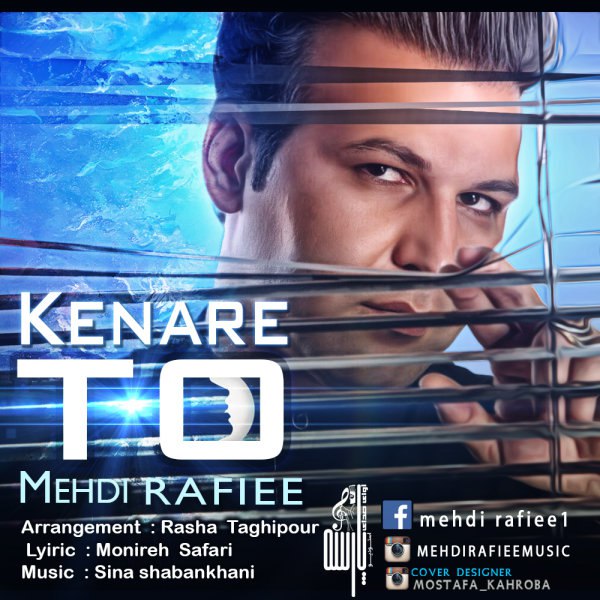 KENARE
TO
MEHDI RAFIEE
Arrangement : Rasha Taghipour
Lyiric : Monireh Safari
Music : Sina shabankhani
f mehdi rafiee1
MEHDIRAFIEEMUSIC
COVER DESIGNER
MOSTAFA_KAHROBA